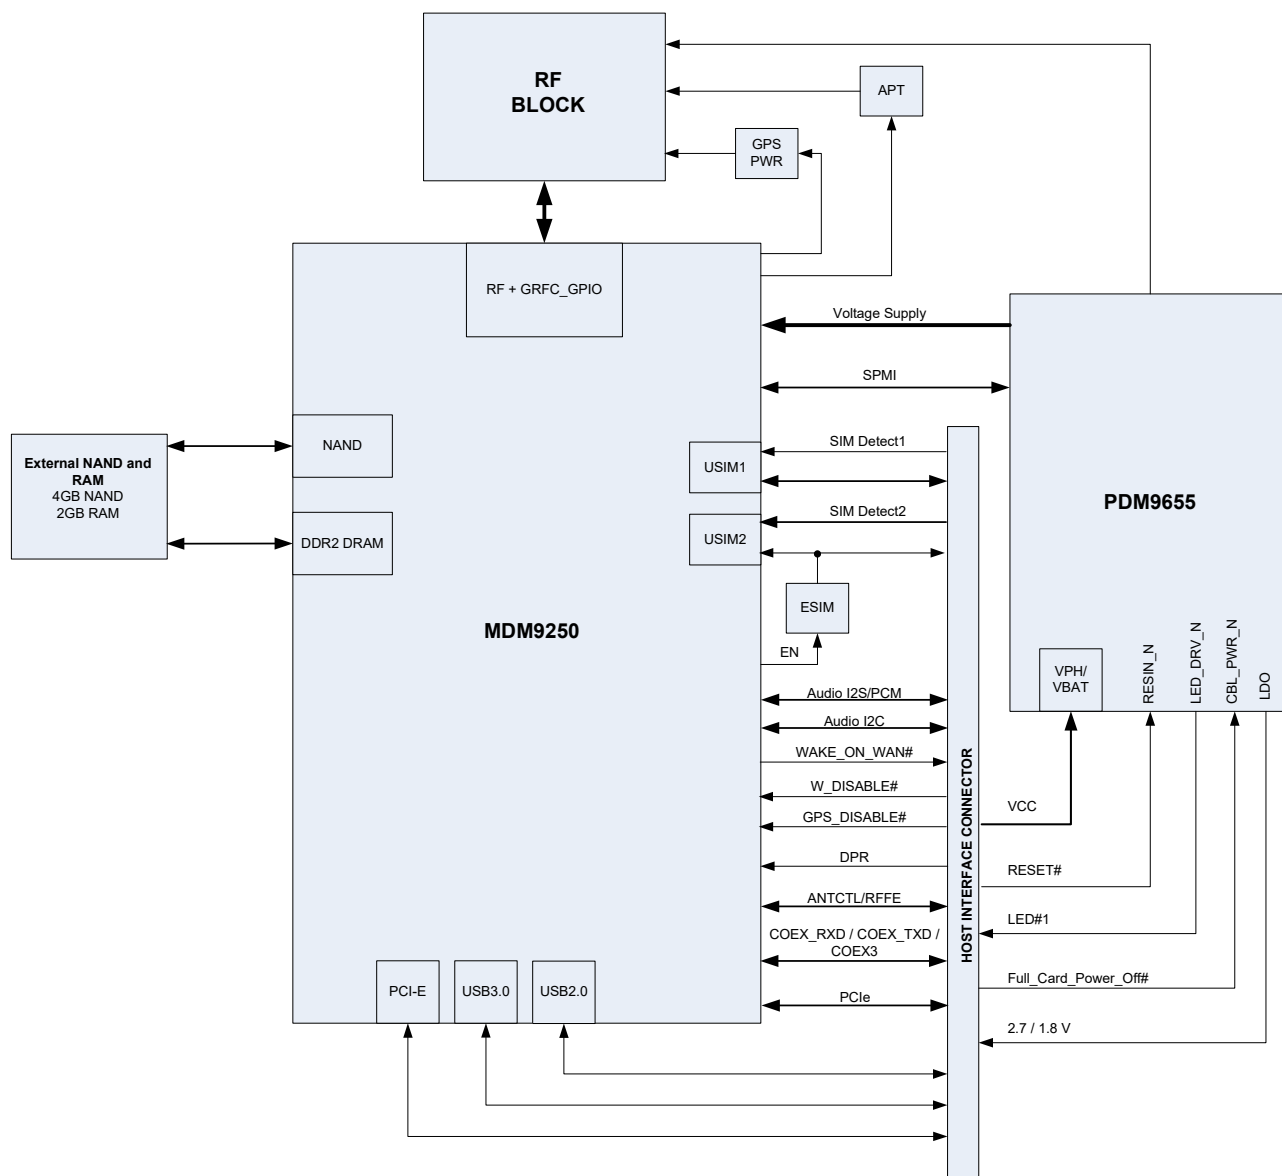 RF
BLOCK
APT
GPS
PWR
RF + GRFC_GPIO
Voltage Supply
SPMI
External NAND and
RAM
4GB NAND
2GB RAM
NAND
DDR2 DRAM
USIM1
USIM2
SIM Detect1
SIM Detect2
ESIM
EN
MDM9250
PDM9655
VPH/
VBAT
RESIN_N
LED_DRV_N
CBL_PWR_N
LDO
Audio I2S/PCM
Audio I2C
WAKE_ON_WAN#
W_DISABLE#
GPS_DISABLE#
DPR
ANTCTL/RFFE
COEX_RXD / COEX_TXD /
COEX3
PCIe
HOST INTERFACE CONNECTOR
VCC
RESET#
LED#1
Full_Card_Power_Off#
2.7 / 1.8 V
PCI-E
USB3.0
USB2.0